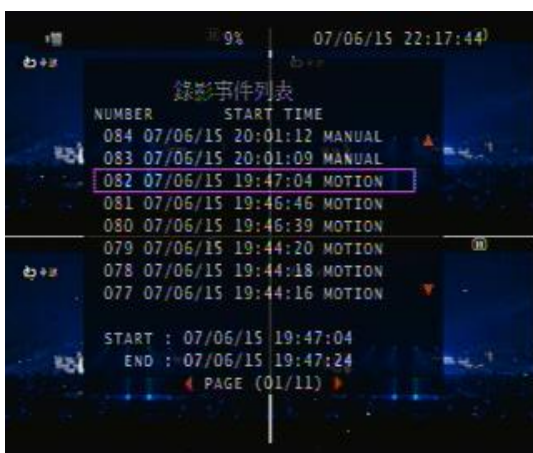 9% 07/06/15 22:17:44
錄影事件列表
NUMBER START TIME
084 07/06/15 20:01:12 MANUAL
083 07/06/15 20:01:09 MANUAL
082 07/06/15 19:47:04 MOTION
081 07/06/15 19:46:46 MOTION
080 07/06/15 19:46:39 MOTION
079 07/06/15 19:44:20 MOTION
078 07/06/15 19:44:18 MOTION
077 07/06/15 19:44:16 MOTION
START : 07/06/15 19:47:04
END : 07/06/15 19:47:24
PAGE (01/11)